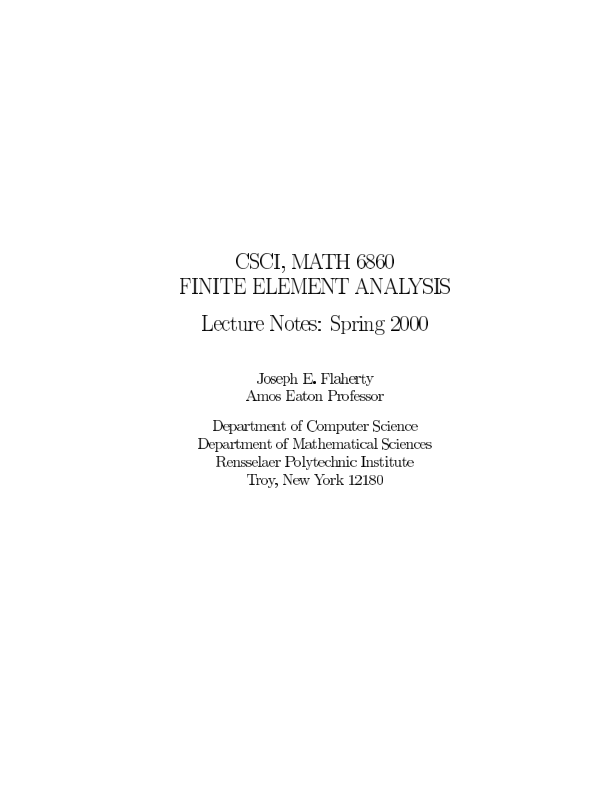 CSCI, MATH 6860
FINITE ELEMENT ANALYSIS
Lecture Notes: Spring 2000
Joseph E. Flaherty
Amos Eaton Professor
Department of Computer Science
Department of Mathematical Sciences
Rensselaer Polytechnic Institute
Troy, New York 12180